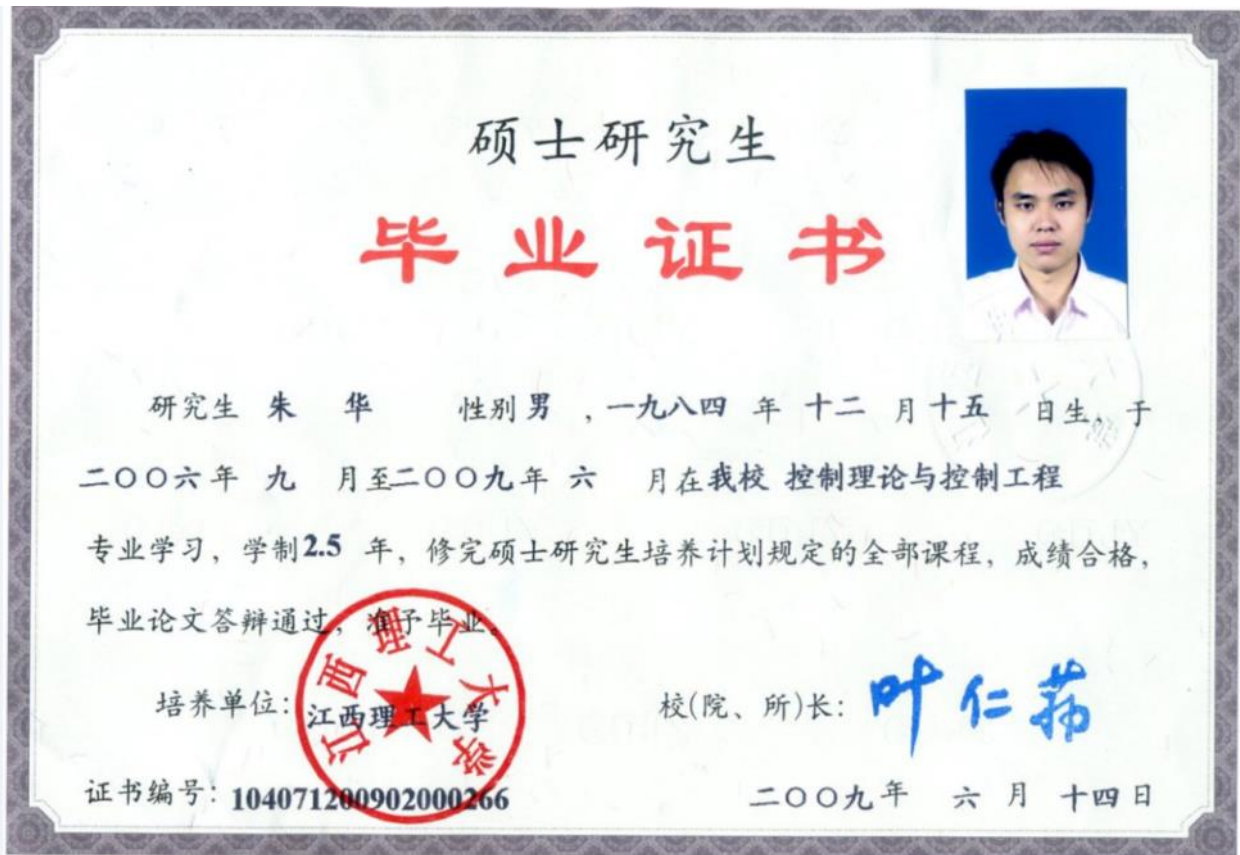 硕士研究生
毕业证书
研究生 朱 华 性别 男 , 一九八四 年 十二 月 十五 日生、于
二〇〇六年 九 月至二〇〇九年 六 月在我校 控制理论与控制工程
专业学习, 学制2.5 年, 修完硕士研究生培养计划规定的全部课程, 成绩合格,
毕业论文答辩通过, 准予毕业。
培养单位: 江西理工大学
江西理工大学
校(院、所)长: 叶仁荪
证书编号: 104071200902000266
二〇〇九年 六 月 十四 日